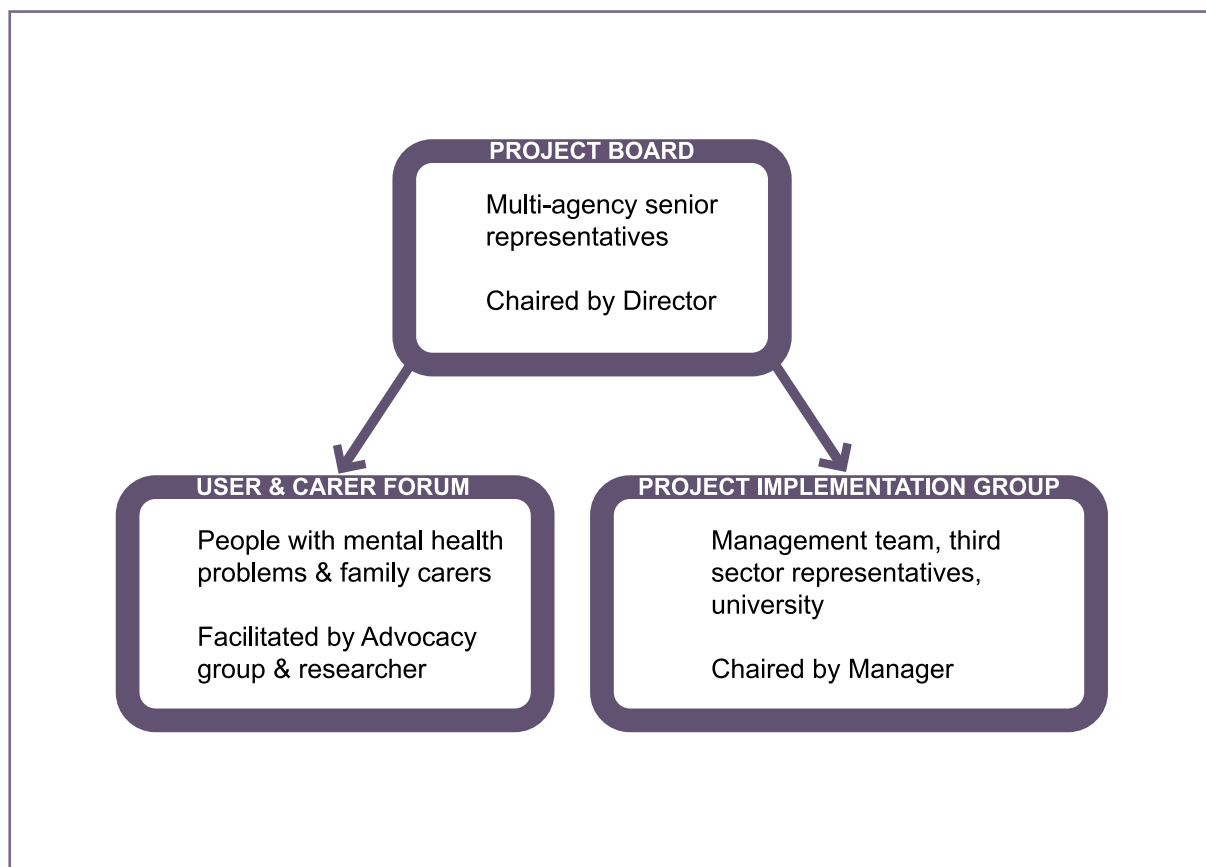 PROJECT BOARD
Multi-agency senior
representatives
Chaired by Director
USER & CARER FORUM
People with mental health
problems & family carers
Facilitated by Advocacy
group & researcher
PROJECT IMPLEMENTATION GROUP
Management team, third
sector representatives,
university
Chaired by Manager